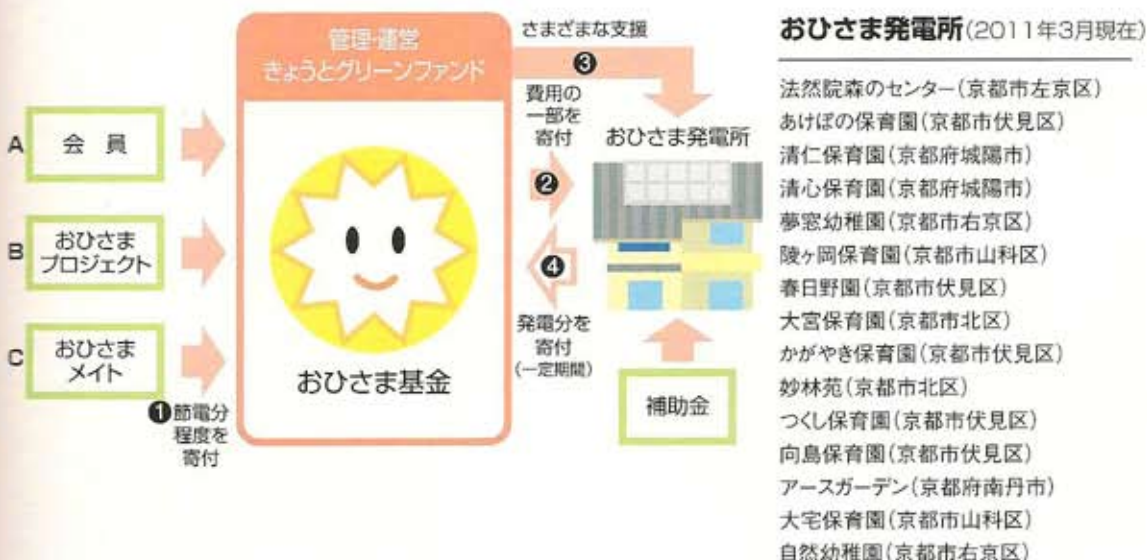 管理・運営
きょうとグリーンファンド
A 会 員
B おひさま
プロジェクト
C おひさま
メイト
❶節電分
程度を
寄付
おひさま基金
さまざまな支援
❸
費用の
一部を
寄付
❷
❹
発電分を
寄付
(一定期間)
おひさま発電所
補助金
おひさま発電所(2011年3月現在)
法然院森のセンター(京都市左京区)
あけぼの保育園(京都市伏見区)
清仁保育園(京都府城陽市)
清心保育園(京都府城陽市)
夢窓幼稚園(京都市右京区)
陵ヶ岡保育園(京都市山科区)
春日野園(京都市伏見区)
大宮保育園(京都市北区)
かがやき保育園(京都市伏見区)
妙林苑(京都市北区)
つくし保育園(京都市伏見区)
向島保育園(京都市伏見区)
アースガーデン(京都府南丹市)
大宅保育園(京都市山科区)
自然幼稚園(京都市右京区)